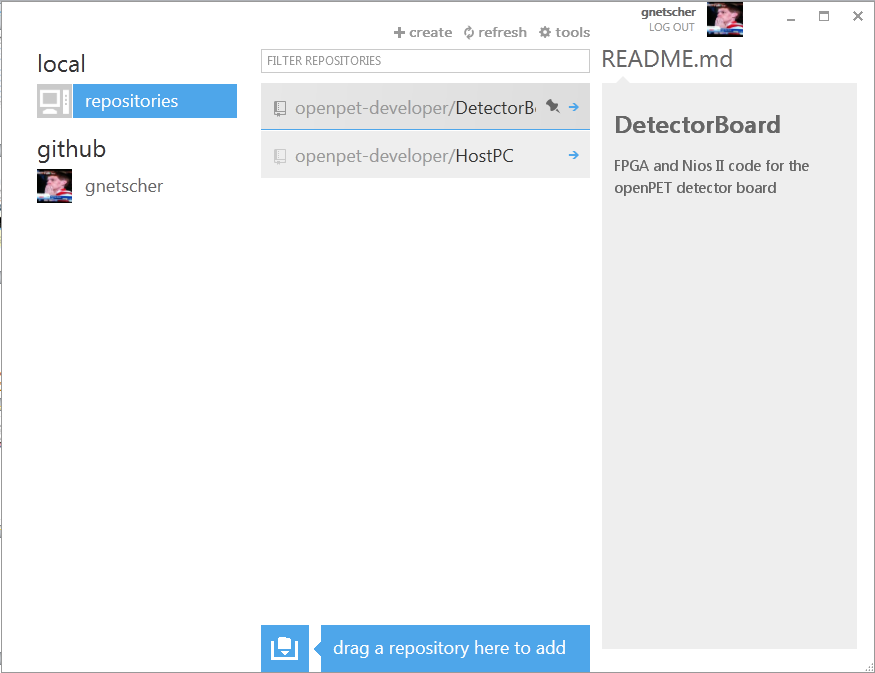 gnetscher
LOG OUT
create refresh tools
local
repositories
github
gnetscher
FILTER REPOSITORIES
openpet-developer/DetectorB
openpet-developer/HostPC
README.md
DetectorBoard
FPGA and Nios II code for the
openPET detector board
drag a repository here to add